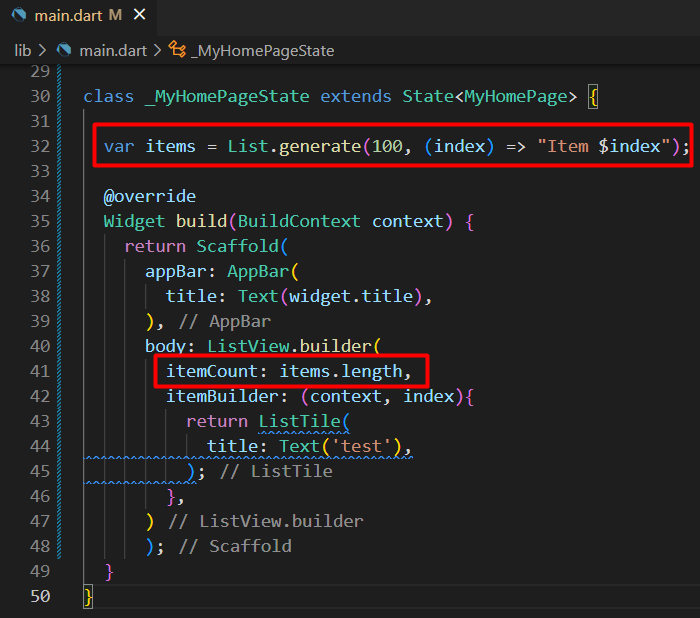 main.dart M ×
lib > main.dart > _MyHomePageState
29
30 class _MyHomePageState extends State<MyHomePage> {
31
32 var items = List.generate(100, (index) => "Item $index");
33
34 @override
35 Widget build(BuildContext context) {
36 return Scaffold(
37 appBar: AppBar(
38 title: Text(widget.title),
39 ), // AppBar
40 body: ListView.builder(
41 itemCount: items.length,
42 itemBuilder: (context, index){
43 return ListTile(
44 title: Text('test'),
45 ); // ListTile
46 },
47 ) // ListView.builder
48 ); // Scaffold
49 }
50 }